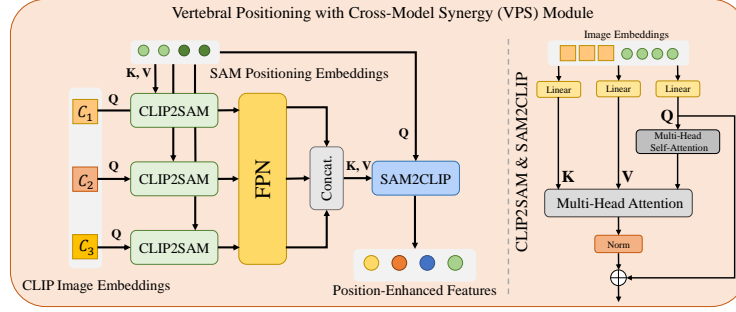 Vertebral Positioning with Cross-Model Synergy (VPS) Module
K, V
SAM Positioning Embeddings
C1
Q
CLIP2SAM
C2
Q
CLIP2SAM
C3
Q
CLIP2SAM
FPN
Concat.
K, V
Q
SAM2CLIP
CLIP Image Embeddings
Position-Enhanced Features
CLIP2SAM & SAM2CLIP
Image Embeddings
Linear
Linear
Linear
Q
Multi-Head
Self-Attention
K
V
Multi-Head Attention
Norm